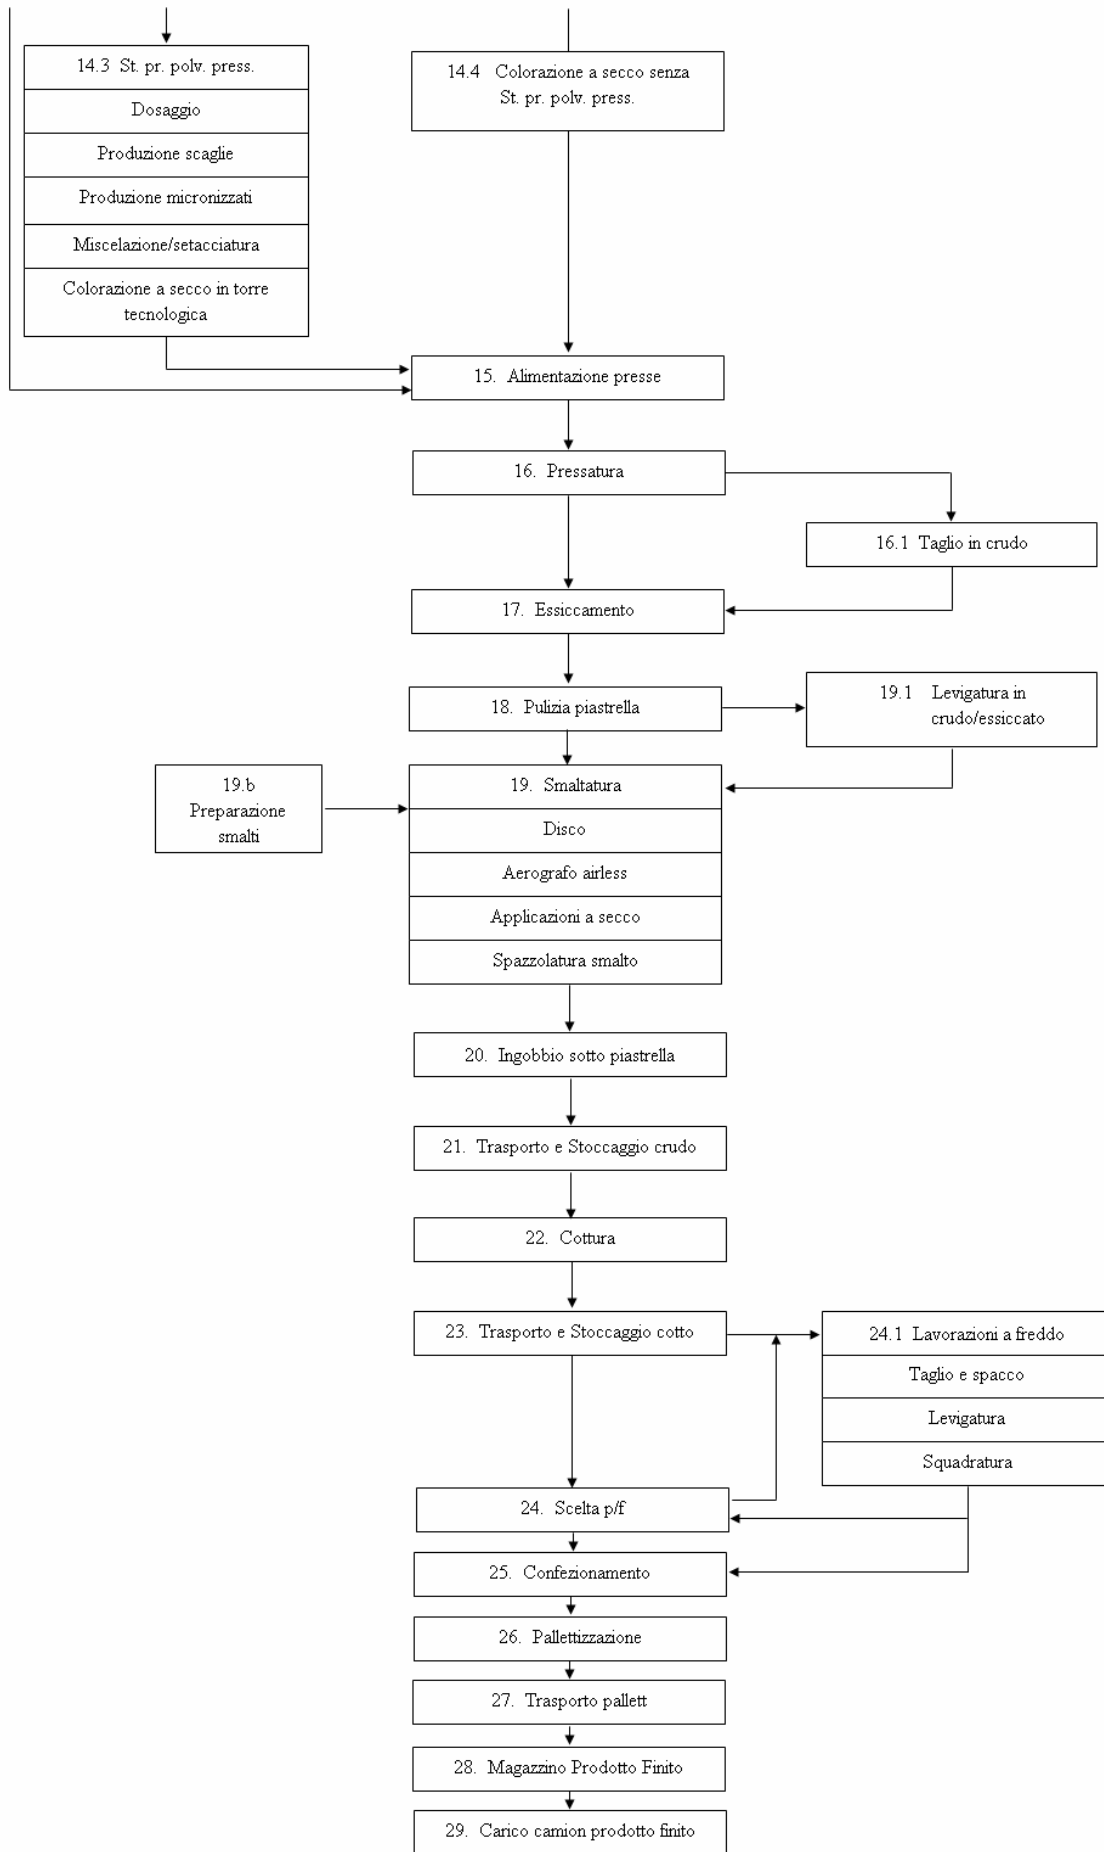 14.3 St. pr. polv. press.
Dosaggio
Produzione scaglie
Produzione micronizzati
Miscelazione/setacciatura
Colorazione a secco in torre
tecnologica
14.4 Colorazione a secco senza
St. pr. polv. press.
15. Alimentazione presse
16. Pressatura
16.1 Taglio in crudo
17. Essiccamento
18. Pulizia piastrella
19.1 Levigatura in
crudo/essiccato
19.b
Preparazione
smalti
19. Smaltatura
Disco
Aerografo airless
Applicazioni a secco
Spazzolatura smalto
20. Ingobbio sotto piastrella
21. Trasporto e Stoccaggio crudo
22. Cottura
23. Trasporto e Stoccaggio cotto
24.1 Lavorazioni a freddo
Taglio e spacco
Levigatura
Squadratura
24. Scelta p/f
25. Confezionamento
26. Pallettizzazione
27. Trasporto pallett
28. Magazzino Prodotto Finito
29. Carico camion prodotto finito